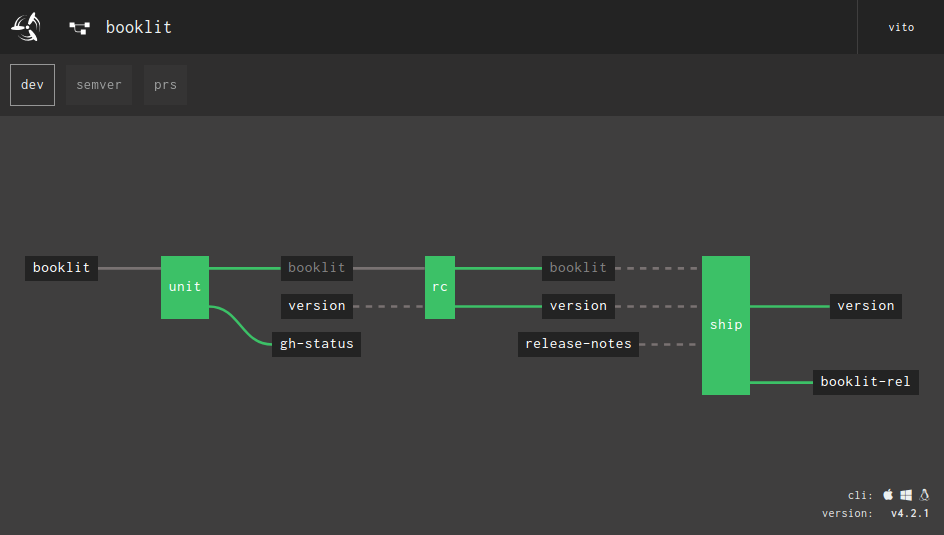 booklit
vito
dev
semver
prs
booklit
unit
booklit
rc
booklit
ship
version
version
version
gh-status
release-notes
booklit-rel
cli:
version: v4.2.1